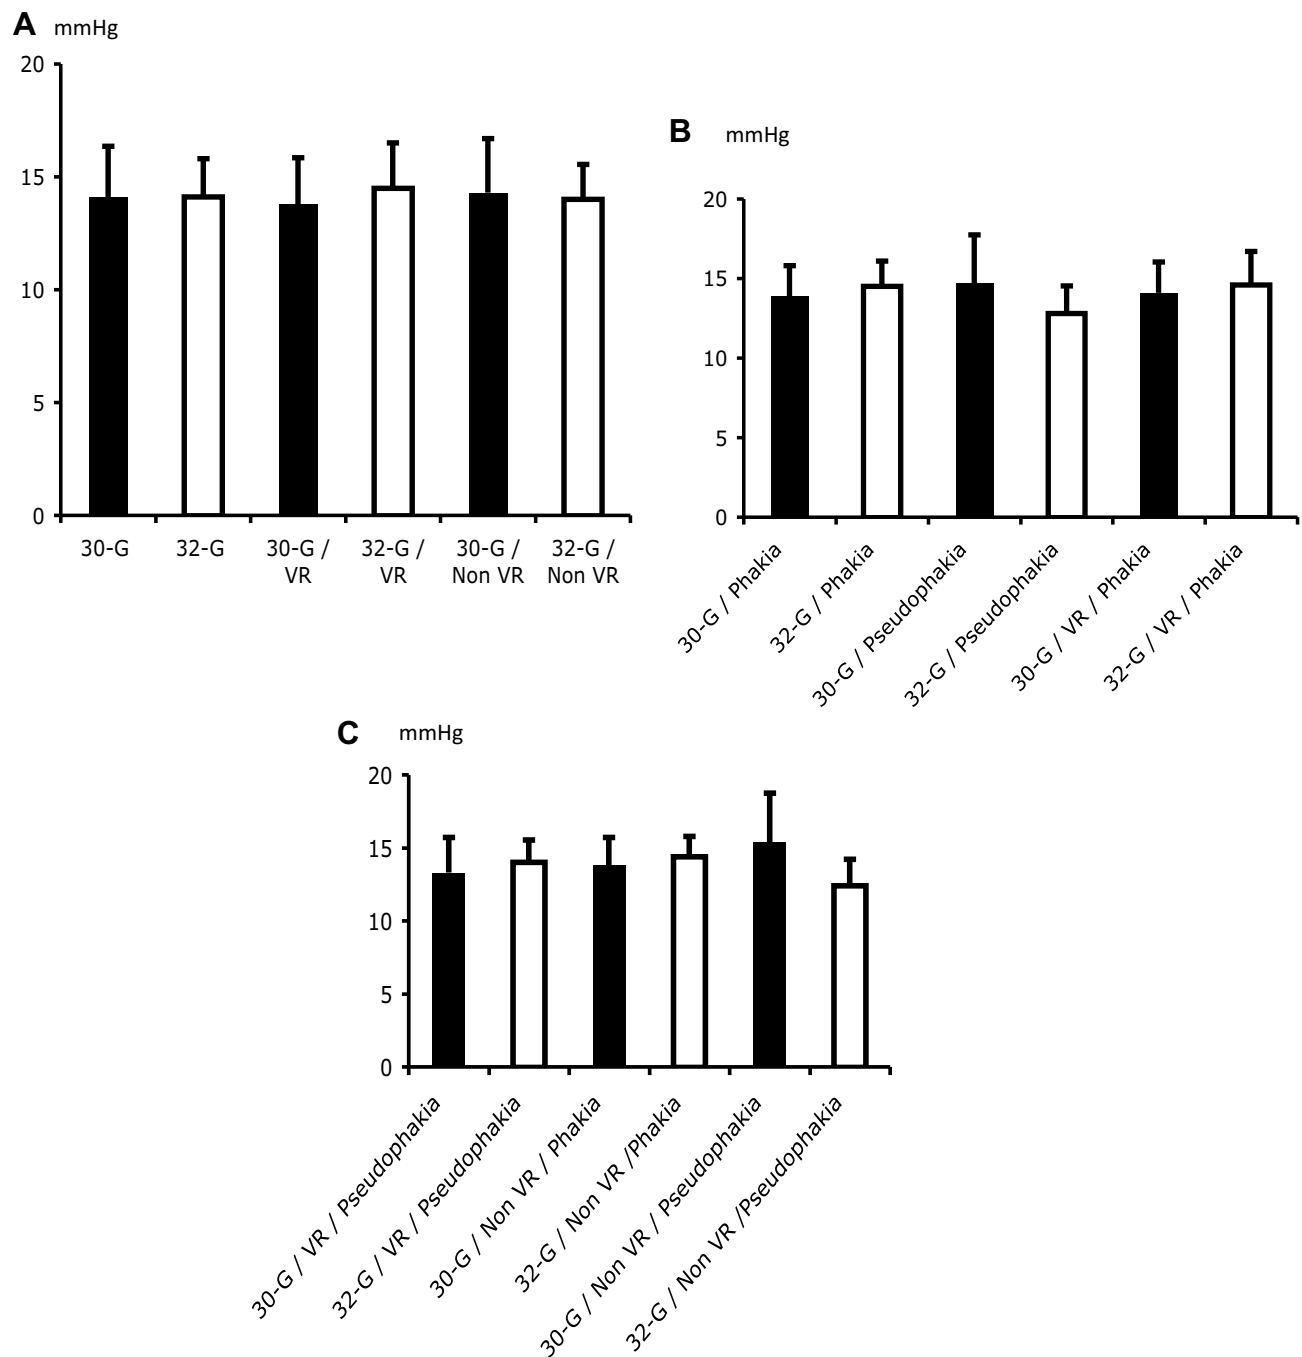 A mmHg
20
15
10
5
0
30-G
32-G
30-G /
VR
32-G /
VR
30-G /
Non VR
32-G /
Non VR
B mmHg
20
15
10
5
0
30-G / Phakia
32-G / Phakia
30-G / Pseudophakia
32-G / Pseudophakia
30-G / VR / Phakia
32-G / VR / Phakia
C mmHg
20
15
10
5
0
30-G / VR / Pseudophakia
32-G / VR / Pseudophakia
30-G / Non VR / Phakia
32-G / Non VR /Phakia
30-G / Non VR / Pseudophakia
32-G / Non VR /Pseudophakia